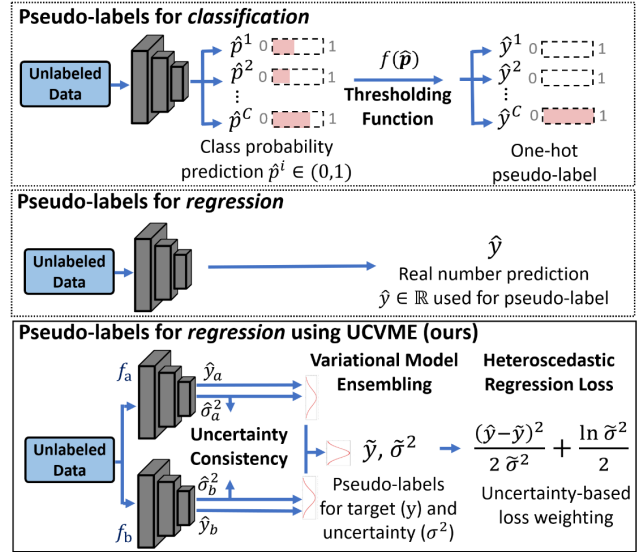 Pseudo-labels for classification
Unlabeled
Data
p̂¹ 0 1
p̂² 0 1
⋮
p̂ᶜ 0 1
Class probability
prediction p̂ⁱ ∈ (0,1)
f(p̂)
Thresholding
Function
ŷ¹ 0 1
ŷ² 0 1
⋮
ŷᶜ 0 1
One-hot
pseudo-label
Pseudo-labels for regression
Unlabeled
Data
ŷ
Real number prediction
ŷ ∈ ℝ used for pseudo-label
Pseudo-labels for regression using UCVME (ours)
Unlabeled
Data
fₐ
ŷₐ
σ̂ₐ²
Uncertainty
Consistency
σ̂_b²
ŷ_b
f_b
Variational Model
Ensembling
ỹ, σ̃²
Pseudo-labels
for target (y) and
uncertainty (σ²)
Heteroscedastic
Regression Loss
(ŷ−ỹ)²/2 σ̃² + ln σ̃²/2
Uncertainty-based
loss weighting